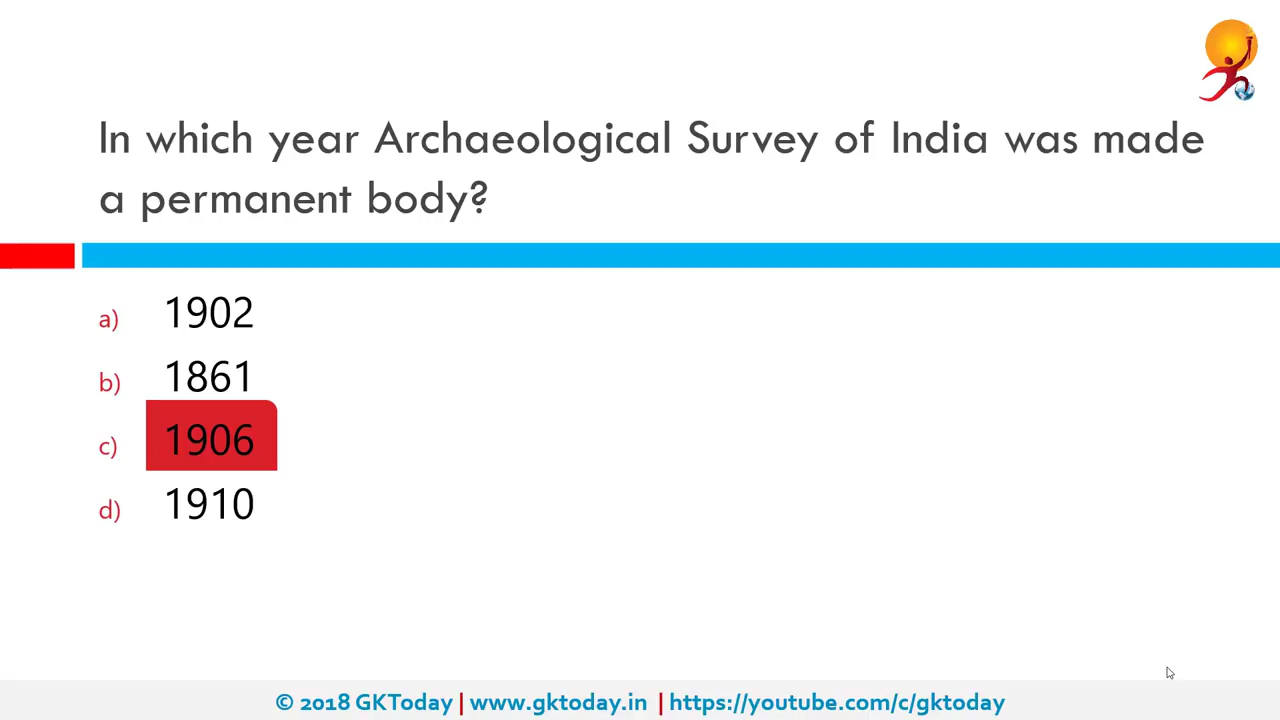 In which year Archaeological Survey of India was made
a permanent body?
a) 1902
b) 1861
c) 1906
d) 1910
© 2018 GKToday | www.gktoday.in | https://youtube.com/c/gktoday